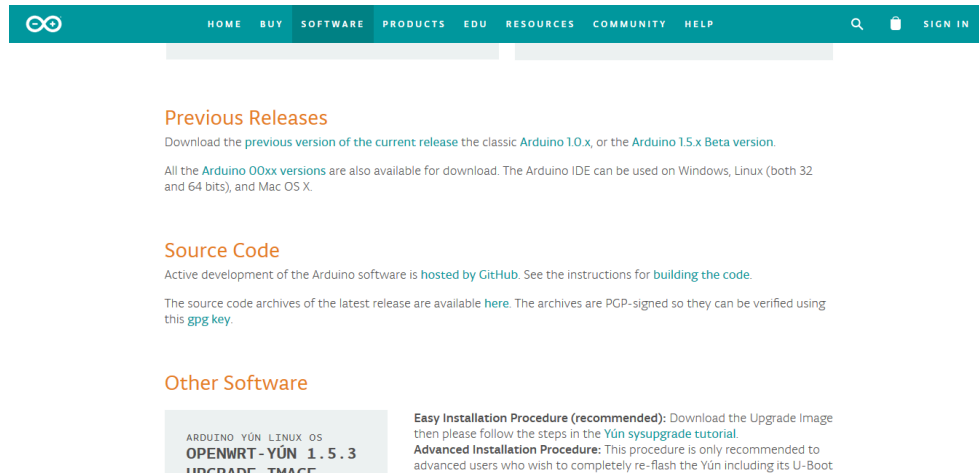 HOME BUY SOFTWARE PRODUCTS EDU RESOURCES COMMUNITY HELP SIGN IN
Previous Releases
Download the previous version of the current release the classic Arduino 1.0.x, or the Arduino 1.5.x Beta version.
All the Arduino 00xx versions are also available for download. The Arduino IDE can be used on Windows, Linux (both 32
and 64 bits), and Mac OS X.
Source Code
Active development of the Arduino software is hosted by GitHub. See the instructions for building the code.
The source code archives of the latest release are available here. The archives are PGP-signed so they can be verified using
this gpg key.
Other Software
ARDUINO YÚN LINUX OS
OPENWRT-YÚN 1.5.3
UPGRADE IMAGE
Easy Installation Procedure (recommended): Download the Upgrade Image
then please follow the steps in the Yún sysupgrade tutorial.
Advanced Installation Procedure: This procedure is only recommended to
advanced users who wish to completely re-flash the Yún including its U-Boot